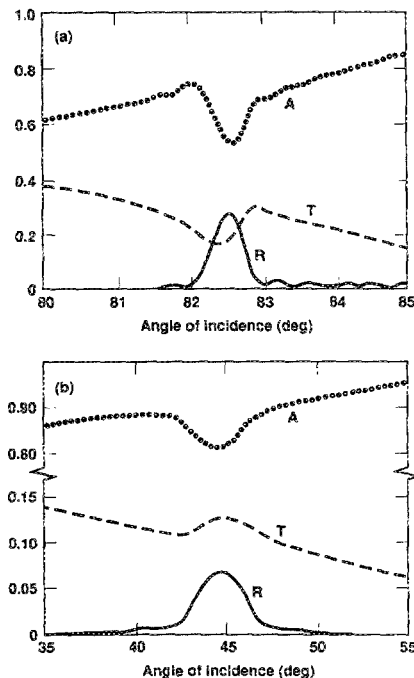 (a)
1.0
0.8
0.6
0.4
0.2
0
A
T
R
80 81 82 83 84 85
Angle of incidence (deg)
(b)
0.90
0.80
0.15
0.10
0.05
0
A
T
R
35 40 45 50 55
Angle of incidence (deg)